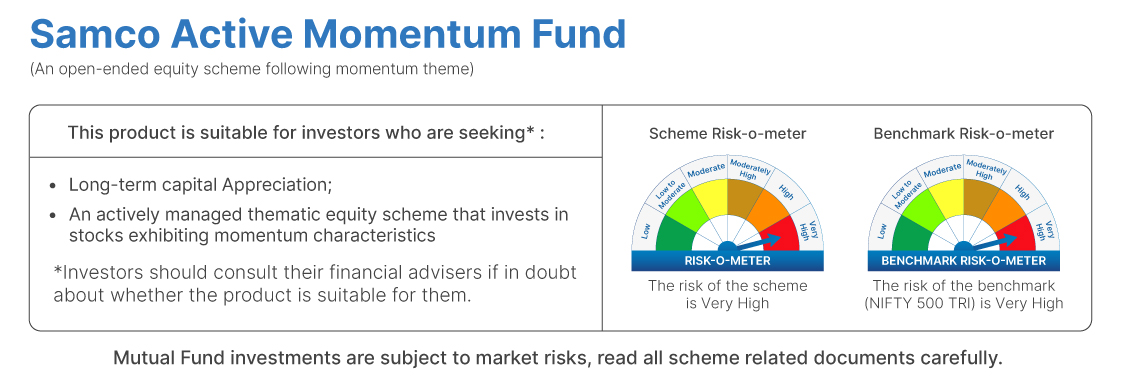 Samco Active Momentum Fund
(An open-ended equity scheme following momentum theme)
This product is suitable for investors who are seeking* :
• Long-term capital Appreciation;
• An actively managed thematic equity scheme that invests in
stocks exhibiting momentum characteristics
*Investors should consult their financial advisers if in doubt
about whether the product is suitable for them.
Scheme Risk-o-meter
Low
Low to
Moderate
Moderate
Moderately
High
High
Very
High
RISK-O-METER
The risk of the scheme
is Very High
Benchmark Risk-o-meter
Low
Low to
Moderate
Moderate
Moderately
High
High
Very
High
BENCHMARK RISK-O-METER
The risk of the benchmark
(NIFTY 500 TRI) is Very High
Mutual Fund investments are subject to market risks, read all scheme related documents carefully.